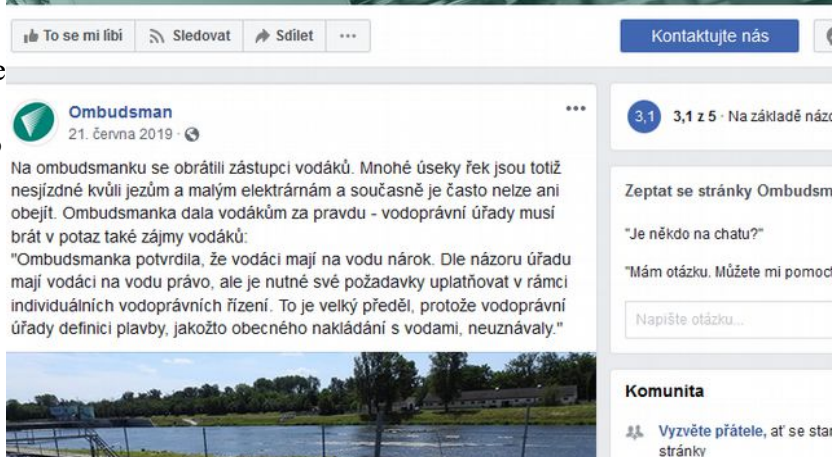 To se mi líbí
Sledovat
Sdílet
Kontaktujte nás
e
Ombudsman
21. června 2019
Na ombudsmanku se obrátili zástupci vodáků. Mnohé úseky řek jsou totiž
nesjízdné kvůli jezům a malým elektrárnám a současně je často nelze ani
obejít. Ombudsmanka dala vodákům za pravdu - vodoprávní úřady musí
brát v potaz také zájmy vodáků:
"Ombudsmanka potvrdila, že vodáci mají na vodu nárok. Dle názoru úřadu
mají vodáci na vodu právo, ale je nutné své požadavky uplatňovat v rámci
individuálních vodoprávních řízení. To je velký předěl, protože vodoprávní
úřady definici plavby, jakožto obecného nakládání s vodami, neuznávaly."
3,1
3,1 z 5 · Na základě názo
Zeptat se stránky Ombudsm
"Je někdo na chatu?"
"Mám otázku. Můžete mi pomoct
Napište otázku...
Komunita
Vyzvěte přátele, ať se star
stránky